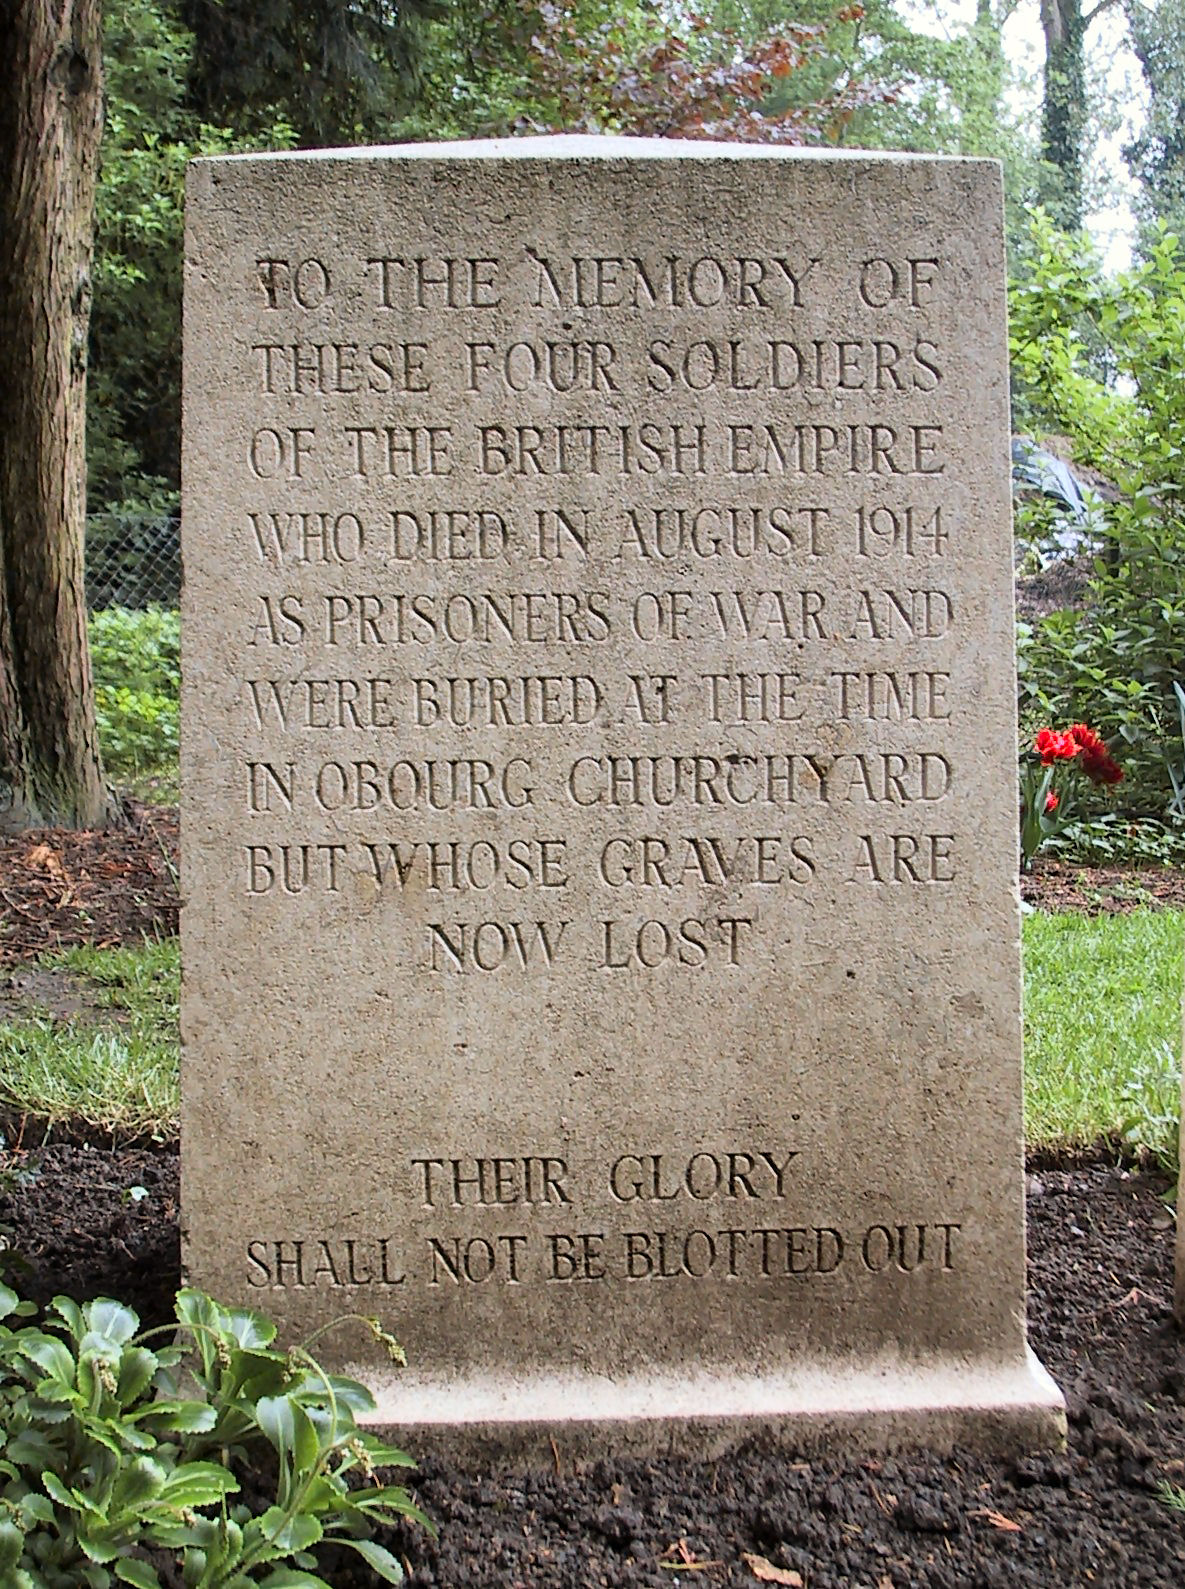 TO THE MEMORY OF
THESE FOUR SOLDIERS
OF THE BRITISH EMPIRE
WHO DIED IN AUGUST 1914
AS PRISONERS OF WAR AND
WERE BURIED AT THE TIME
IN OBOURG CHURCHYARD
BUT WHOSE GRAVES ARE
NOW LOST
THEIR GLORY
SHALL NOT BE BLOTTED OUT